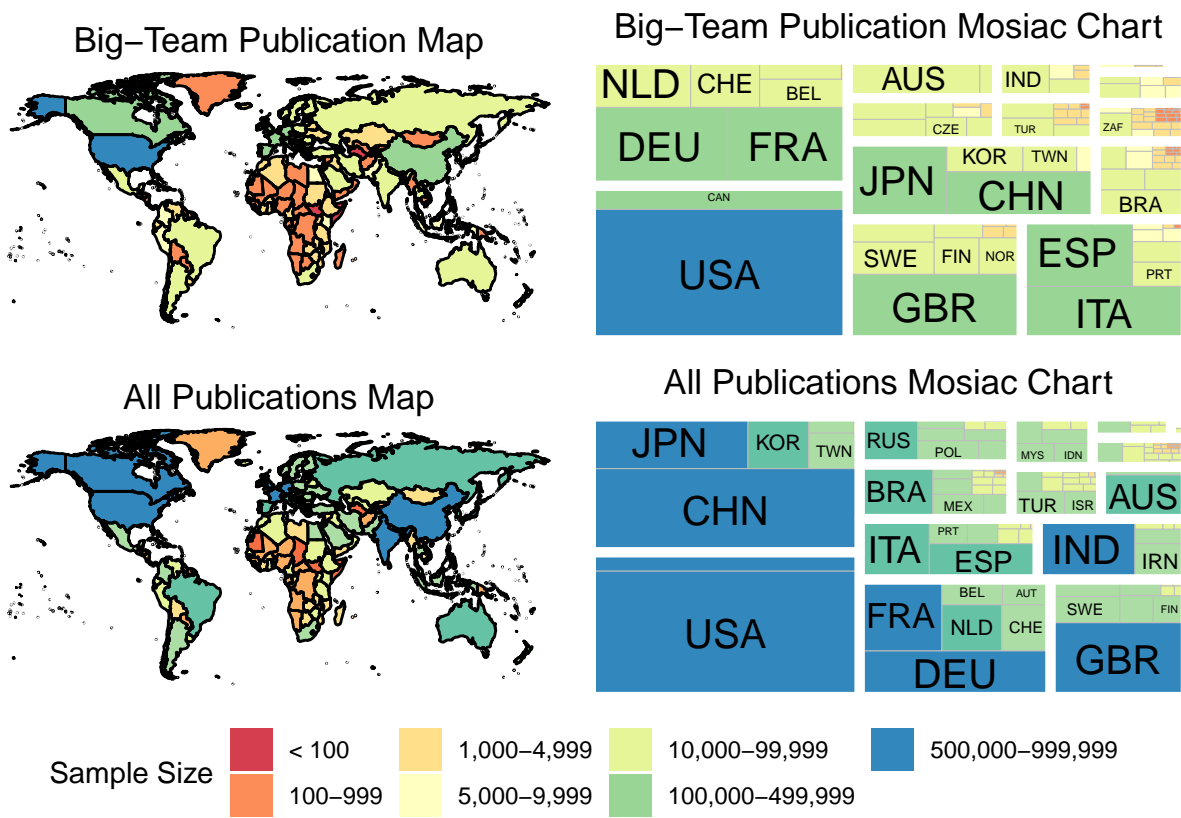 Big−Team Publication Map
Big−Team Publication Mosiac Chart
NLD
CHE
BEL
DEU
FRA
CAN
USA
AUS
IND
CZE
TUR
ZAF
JPN
KOR
TWN
CHN
BRA
SWE
FIN
NOR
GBR
ESP
PRT
ITA
All Publications Map
All Publications Mosiac Chart
JPN
KOR
TWN
CHN
USA
RUS
POL
MYS
IDN
BRA
MEX
TUR
ISR
AUS
ITA
PRT
ESP
IND
IRN
FRA
BEL
AUT
NLD
CHE
DEU
SWE
FIN
GBR
Sample Size
< 100
100−999
1,000−4,999
5,000−9,999
10,000−99,999
100,000−499,999
500,000−999,999